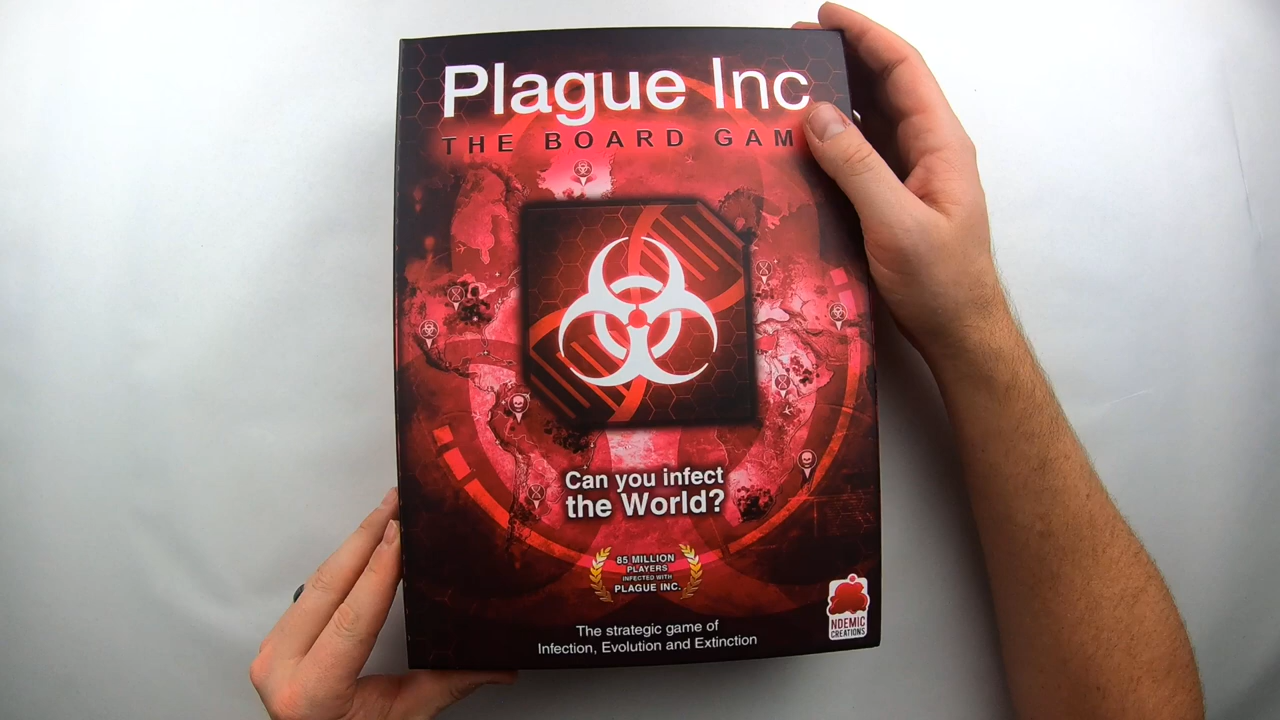 Plague Inc
THE BOARD GAM
Can you infect
the World?
85 MILLION
PLAYERS
INFECTED WITH
PLAGUE INC.
The strategic game of
Infection, Evolution and Extinction
NDEMIC
CREATIONS